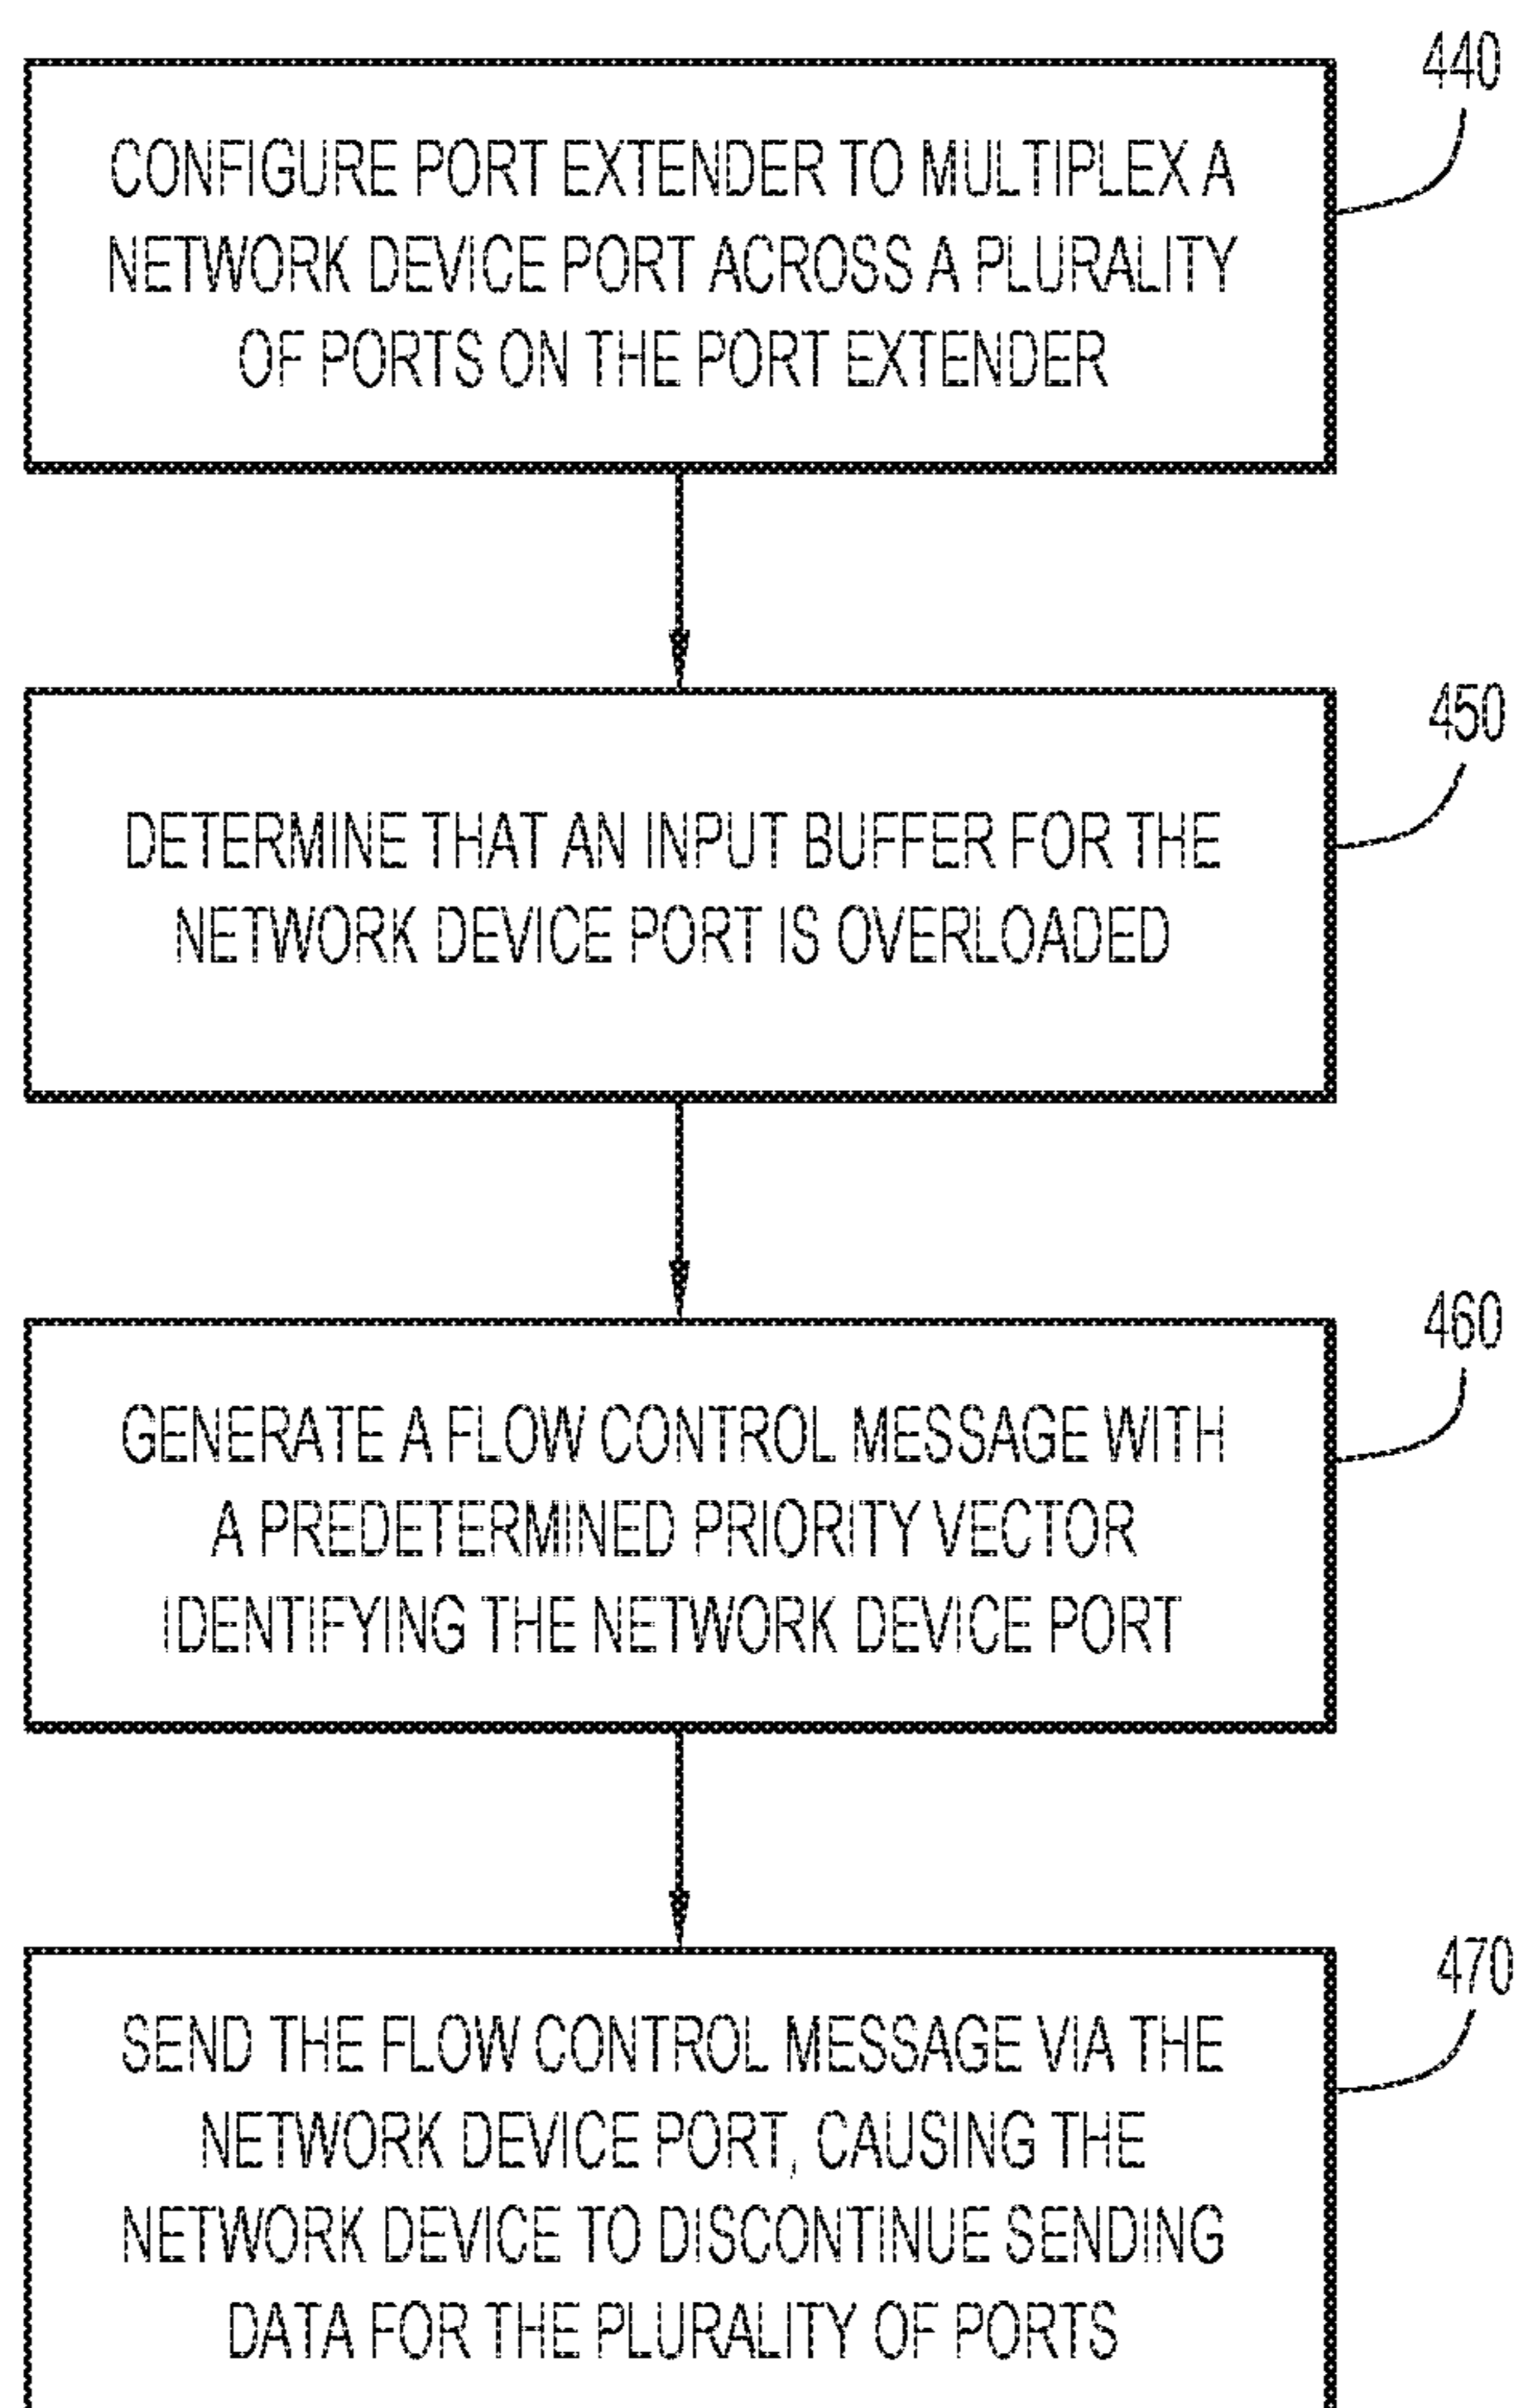 440
CONFIGURE PORT EXTENDER TO MULTIPLEX A
NETWORK DEVICE PORT ACROSS A PLURALITY
OF PORTS ON THE PORT EXTENDER
450
DETERMINE THAT AN INPUT BUFFER FOR THE
NETWORK DEVICE PORT IS OVERLOADED
460
GENERATE A FLOW CONTROL MESSAGE WITH
A PREDETERMINED PRIORITY VECTOR
IDENTIFYING THE NETWORK DEVICE PORT
470
SEND THE FLOW CONTROL MESSAGE VIA THE
NETWORK DEVICE PORT, CAUSING THE
NETWORK DEVICE TO DISCONTINUE SENDING
DATA FOR THE PLURALITY OF PORTS